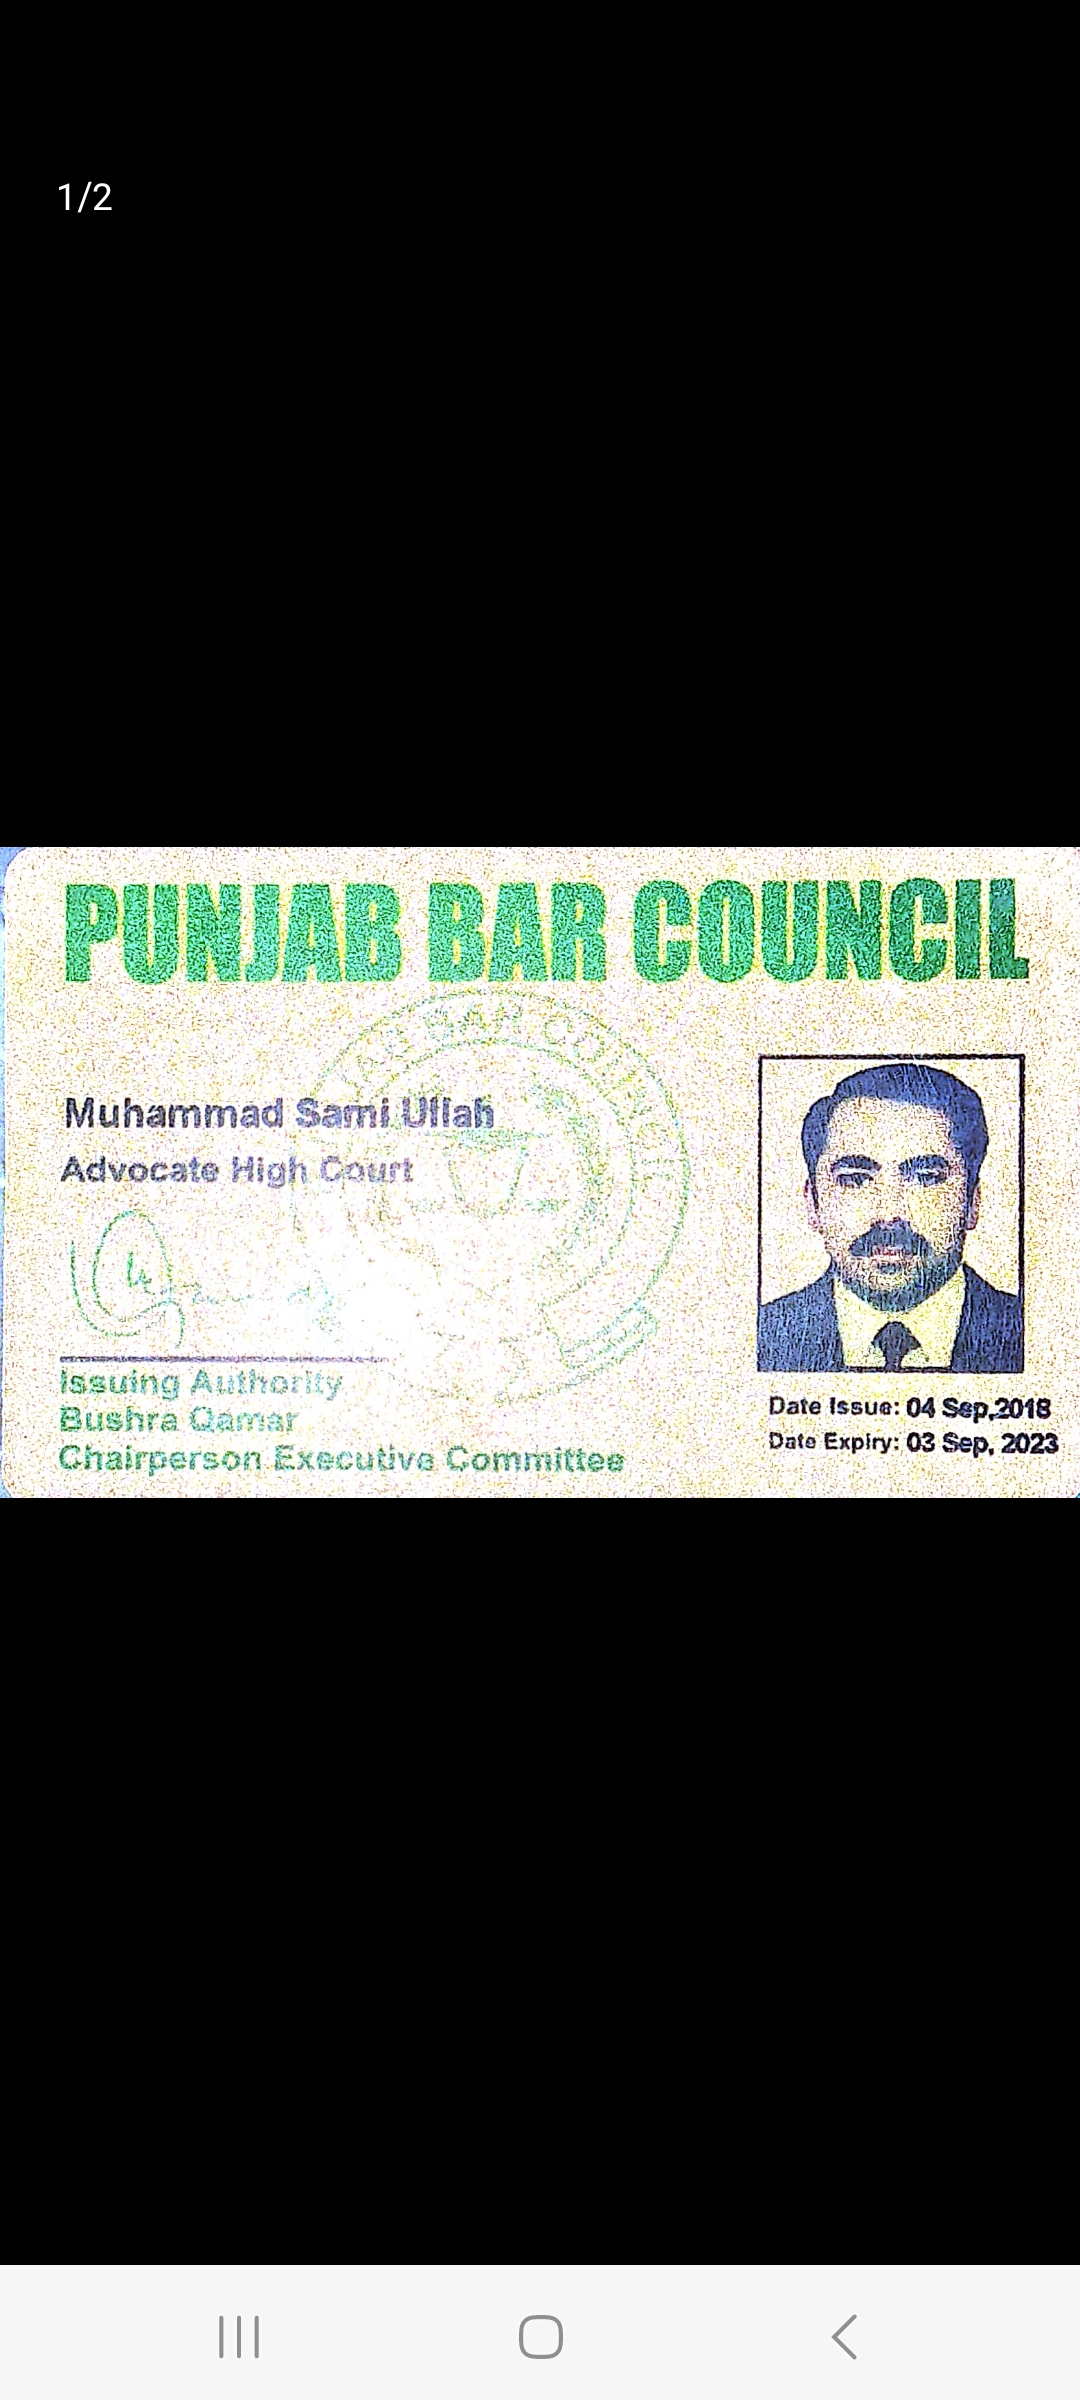 1/2
PUNJAB BAR COUNCIL
BAR COUNCIL
Muhammad Sami Ullah
Advocate High Court
Issuing Authority
Bushra Qamar
Chairperson Executive Committee
Date Issue: 04 Sep,2018
Date Expiry: 03 Sep, 2023